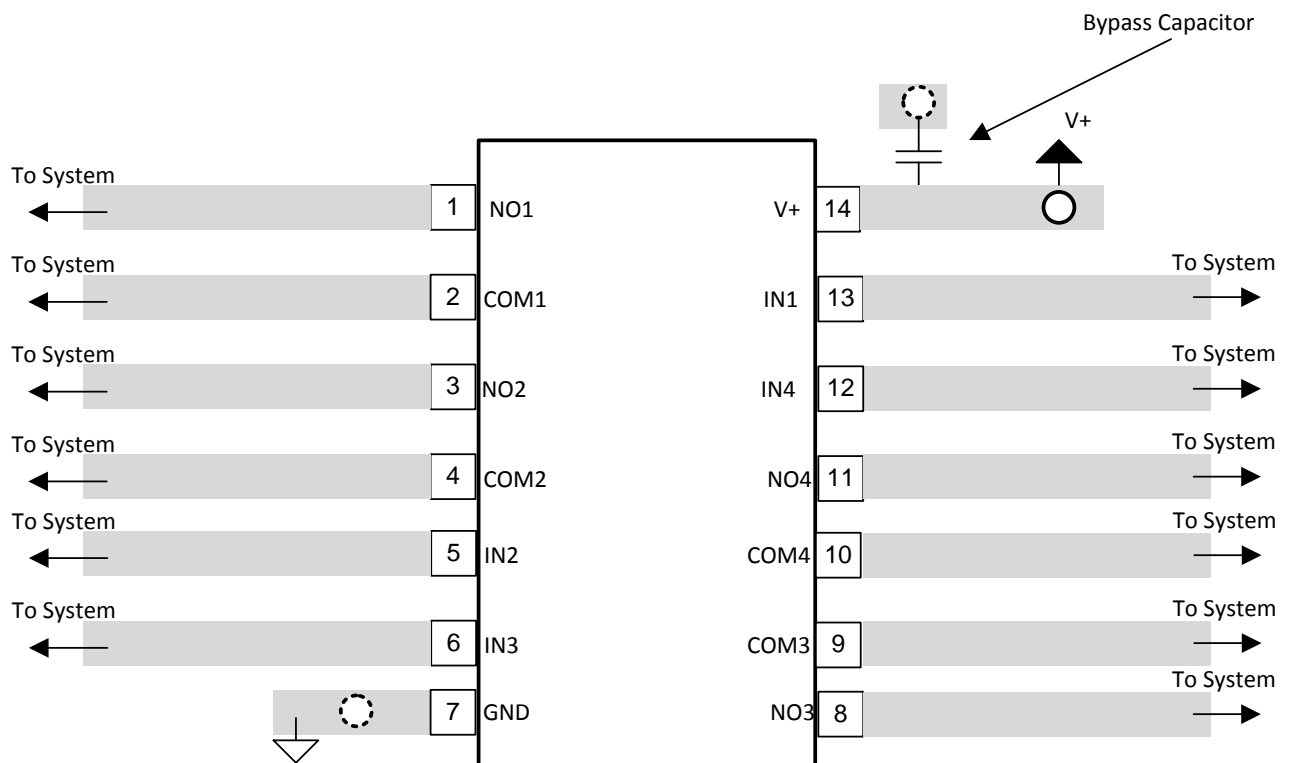 Bypass Capacitor
V+
To System
1 NO1
V+ 14
To System
2 COM1
To System
IN1 13
To System
3 NO2
To System
IN4 12
To System
4 COM2
To System
NO4 11
To System
5 IN2
To System
COM4 10
To System
6 IN3
To System
COM3 9
7 GND
To System
NO3 8